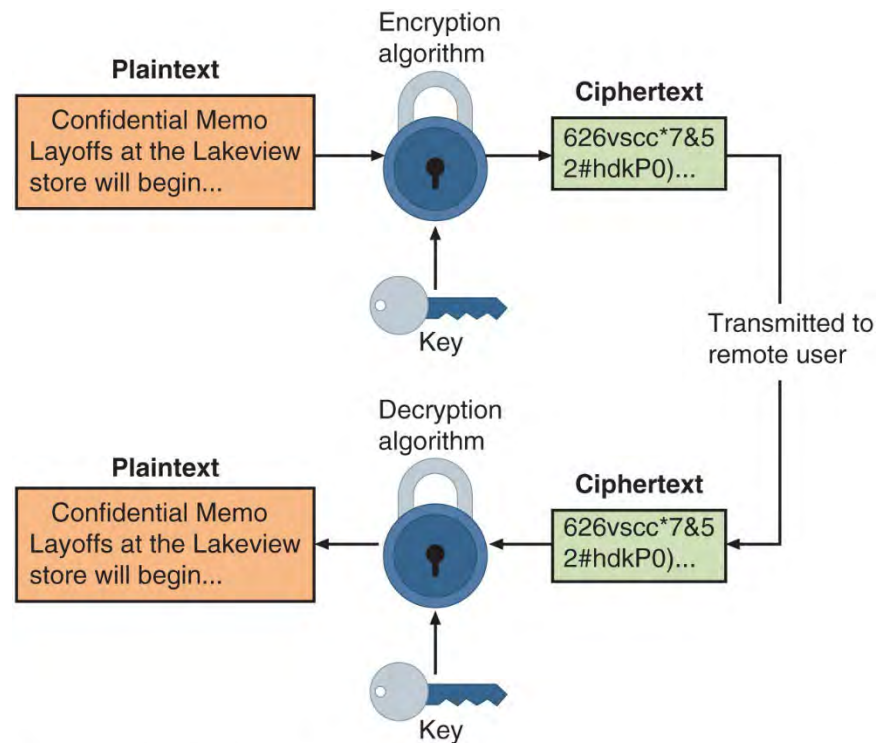 Encryption
algorithm
Plaintext
Confidential Memo
Layoffs at the Lakeview
store will begin...
Ciphertext
626vscc*7&5
2#hdkP0)...
Key
Transmitted to
remote user
Decryption
algorithm
Plaintext
Confidential Memo
Layoffs at the Lakeview
store will begin...
Ciphertext
626vscc*7&5
2#hdkP0)...
Key